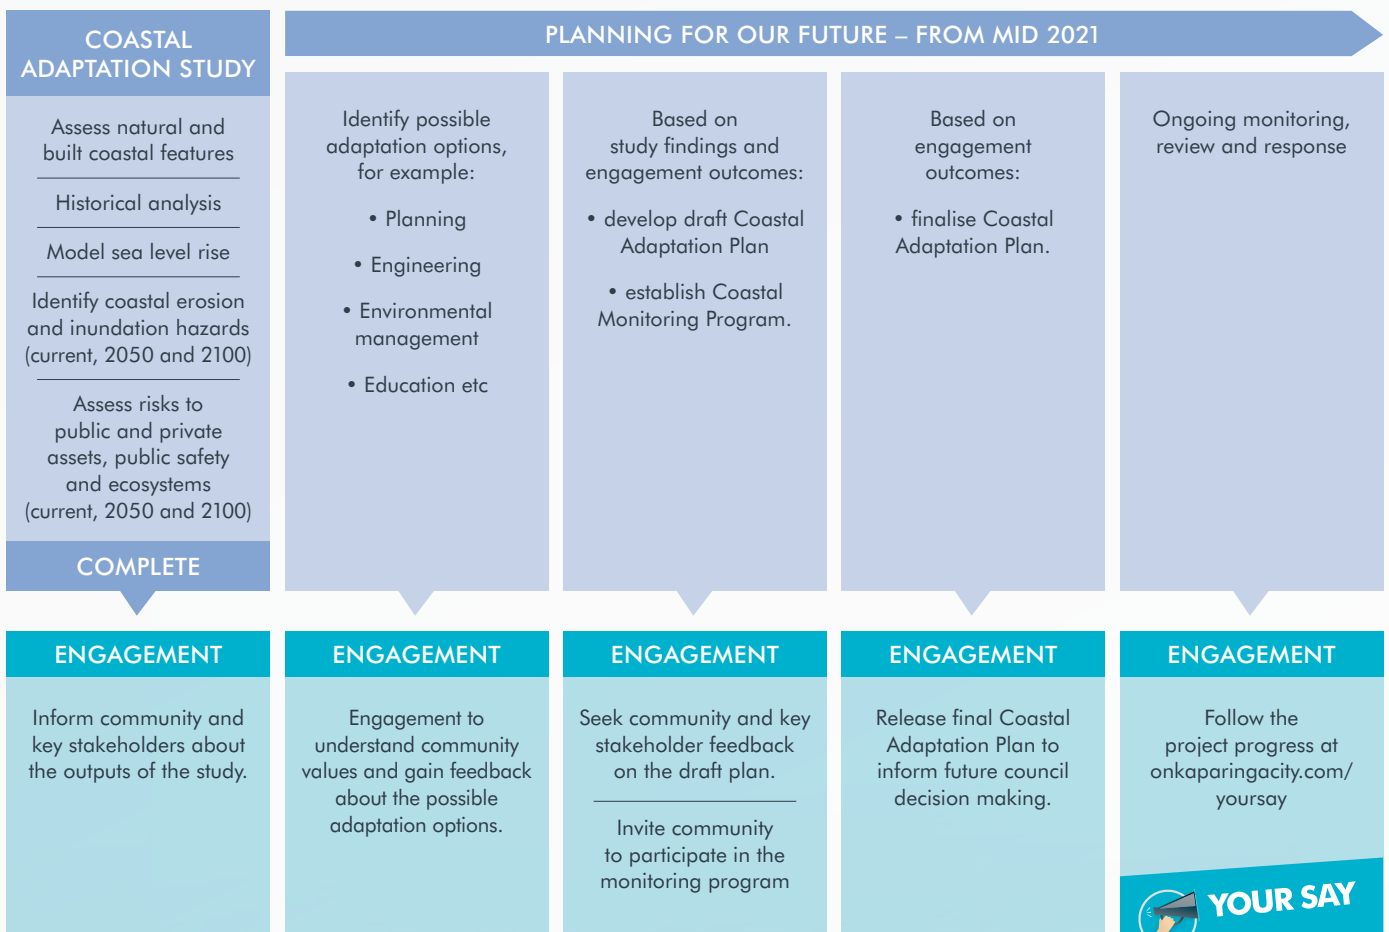 COASTAL
ADAPTATION STUDY
Assess natural and
built coastal features
Historical analysis
Model sea level rise
Identify coastal erosion
and inundation hazards
(current, 2050 and 2100)
Assess risks to
public and private
assets, public safety
and ecosystems
(current, 2050 and 2100)
COMPLETE
ENGAGEMENT
Inform community and
key stakeholders about
the outputs of the study.
PLANNING FOR OUR FUTURE – FROM MID 2021
Identify possible
adaptation options,
for example:
• Planning
• Engineering
• Environmental
management
• Education etc
ENGAGEMENT
Engagement to
understand community
values and gain feedback
about the possible
adaptation options.
Based on
study findings and
engagement outcomes:
• develop draft Coastal
Adaptation Plan
• establish Coastal
Monitoring Program.
ENGAGEMENT
Seek community and key
stakeholder feedback
on the draft plan.
Invite community
to participate in the
monitoring program
Based on
engagement
outcomes:
• finalise Coastal
Adaptation Plan.
ENGAGEMENT
Release final Coastal
Adaptation Plan to
inform future council
decision making.
Ongoing monitoring,
review and response
ENGAGEMENT
Follow the
project progress at
onkaparingacity.com/
yoursay
YOUR SAY